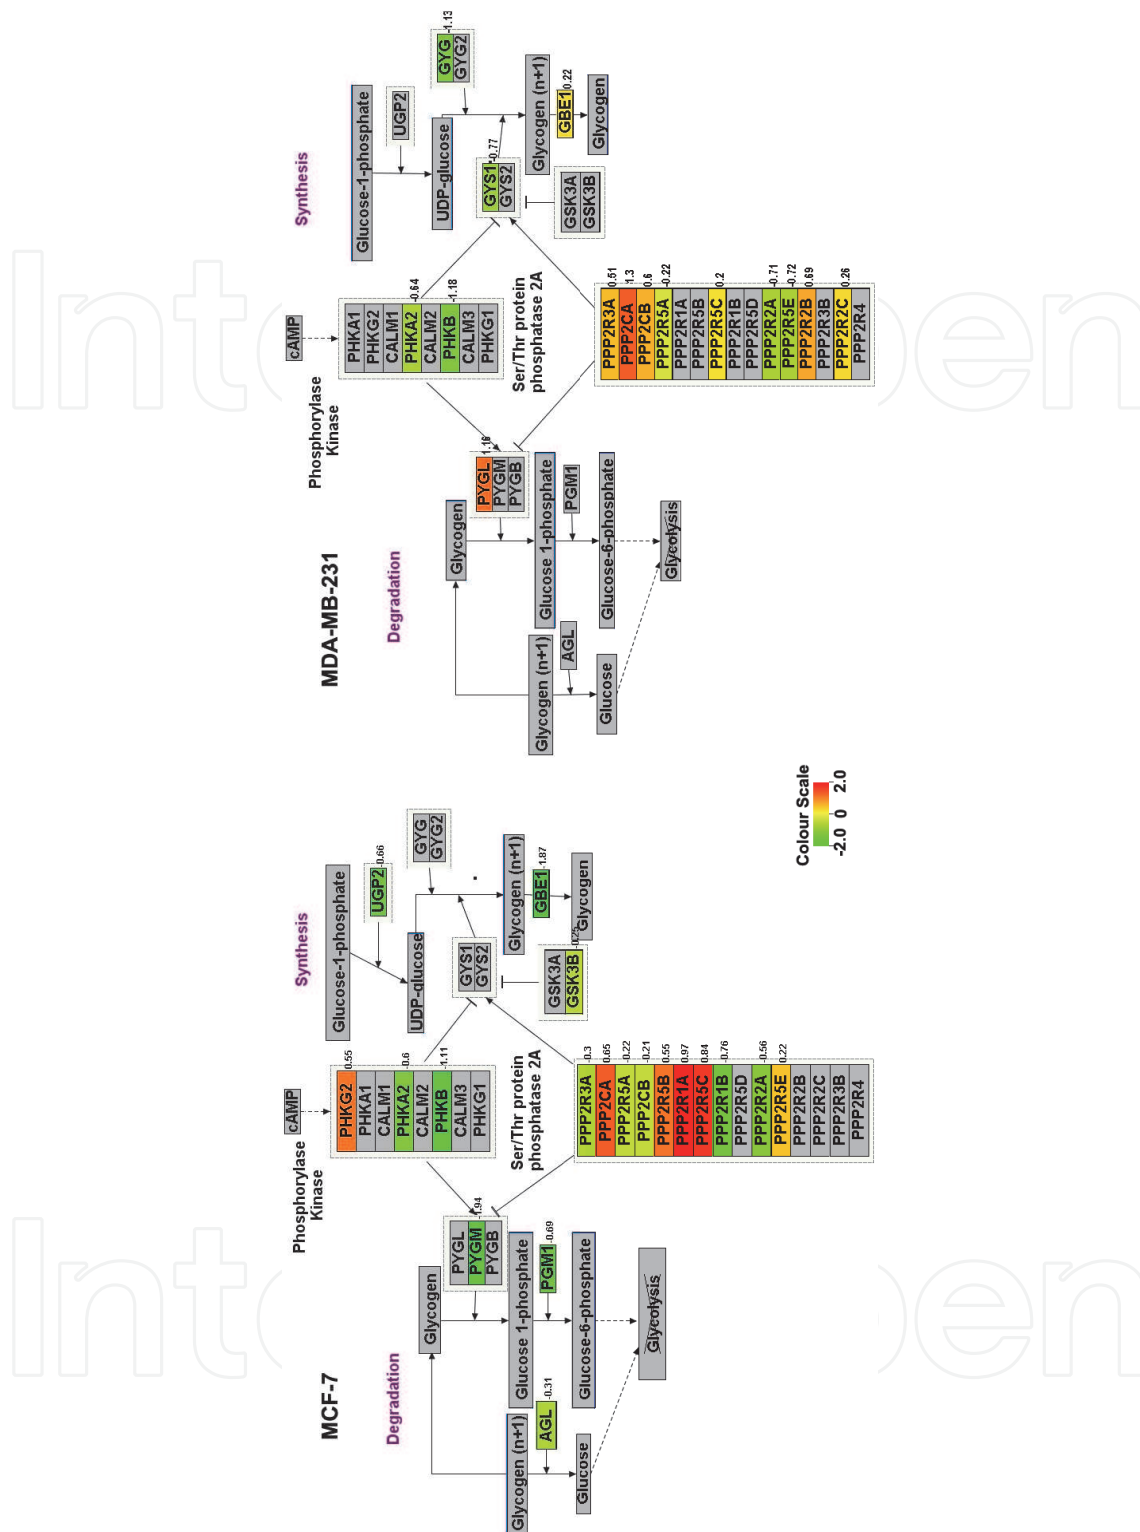 MCF-7
Degradation
Glycogen
Glycogen (n+1)
AGL
-0.31
Glucose
PYGL
PYGM
-1.94
PYGB
Glucose 1-phosphate
PGM1
-0.69
Glucose-6-phosphate
Glycolysis
Phosphorylase
Kinase
cAMP
PHKG2
0.55
PHKA1
CALM1
PHKA2
-0.6
CALM2
PHKB
-1.11
CALM3
PHKG1
Ser/Thr protein
phosphatase 2A
PPP2R3A
-0.3
PPP2CA
0.65
PPP2R5A
-0.22
PPP2CB
-0.21
PPP2R5B
0.55
PPP2R1A
0.97
PPP2R5C
0.84
PPP2R1B
-0.76
PPP2R5D
PPP2R2A
-0.56
PPP2R5E
0.22
PPP2R2B
PPP2R2C
PPP2R3B
PPP2R4
Synthesis
Glucose-1-phosphate
UGP2
-0.66
UDP-glucose
GYG
GYG2
GYS1
GYS2
Glycogen (n+1)
GBE1
-1.87
Glycogen
GSK3A
GSK3B
Colour Scale
-2.0 0 2.0
MDA-MB-231
Degradation
Glycogen
Glycogen (n+1)
AGL
Glucose
PYGL
1.16
PYGM
PYGB
Glucose 1-phosphate
PGM1
Glucose-6-phosphate
Glycolysis
Phosphorylase
Kinase
cAMP
PHKA1
PHKG2
CALM1
PHKA2
-0.64
CALM2
PHKB
-1.18
CALM3
PHKG1
Ser/Thr protein
phosphatase 2A
PPP2R3A
0.51
PPP2CA
1.3
PPP2CB
0.6
PPP2R5A
-0.22
PPP2R1A
PPP2R5B
PPP2R5C
0.2
PPP2R1B
PPP2R5D
PPP2R2A
-0.71
PPP2R5E
-0.72
PPP2R2B
0.69
PPP2R3B
PPP2R2C
0.26
PPP2R4
Synthesis
Glucose-1-phosphate
UGP2
UDP-glucose
GYG
-1.13
GYG2
GYS1
-0.77
GYS2
Glycogen (n+1)
GBE1
0.22
Glycogen
GSK3A
GSK3B